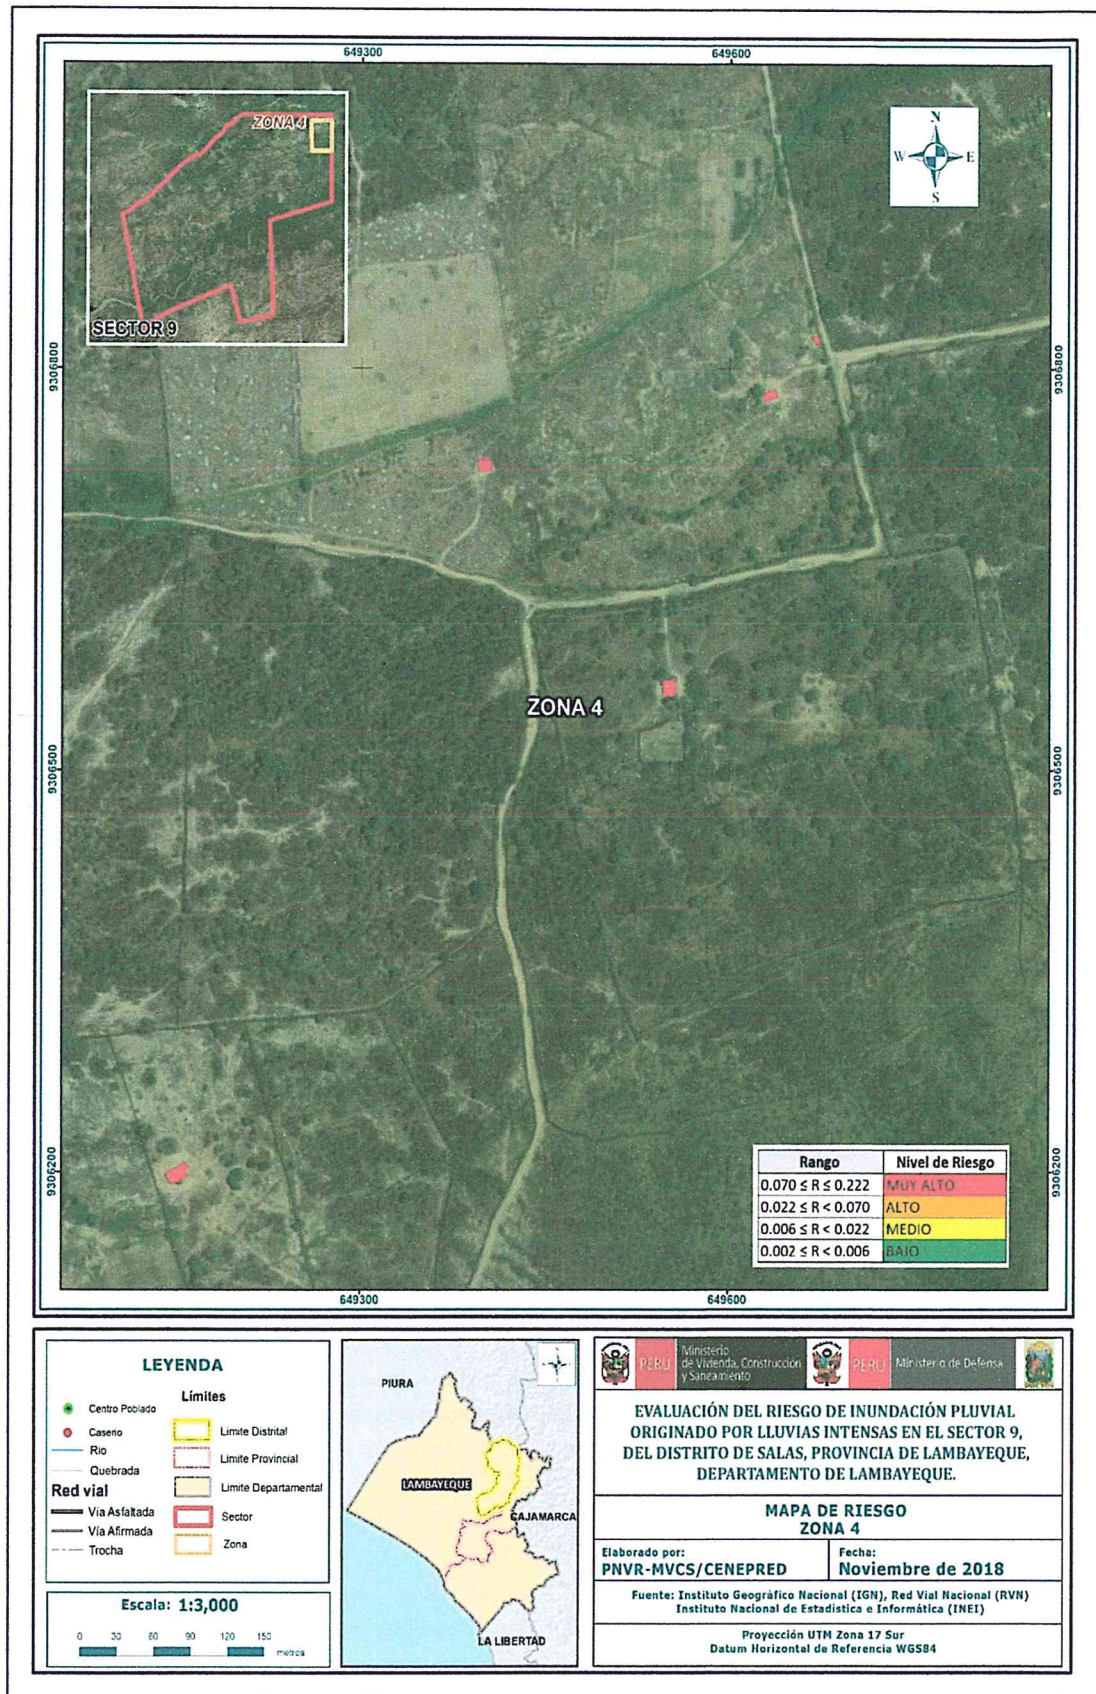 649300
649600
ZONA 4
N
W
E
S
SECTOR 9
9306800
9306800
ZONA 4
9306500
9306500
9306200
9306200
Rango
Nivel de Riesgo
0.070 ≤ R ≤ 0.222
MUY ALTO
0.022 ≤ R < 0.070
ALTO
0.006 ≤ R < 0.022
MEDIO
0.002 ≤ R < 0.006
BAJO
649300
649600
LEYENDA
Centro Poblado
Caserio
Rio
Quebrada
Red vial
Vía Asfaltada
Vía Afirmada
Trocha
Límites
Limite Distrital
Limite Provincial
Limite Departamental
Sector
Zona
Escala: 1:3,000
0 30 60 90 120 150
metros
PIURA
LAMBAYEQUE
CAJAMARCA
LA LIBERTAD
PERÚ
Ministerio
de Vivienda, Construcción
y Saneamiento
PERÚ
Ministerio de Defensa
EVALUACIÓN DEL RIESGO DE INUNDACIÓN PLUVIAL
ORIGINADO POR LLUVIAS INTENSAS EN EL SECTOR 9,
DEL DISTRITO DE SALAS, PROVINCIA DE LAMBAYEQUE,
DEPARTAMENTO DE LAMBAYEQUE.
MAPA DE RIESGO
ZONA 4
Elaborado por:
PNVR-MVCS/CENEPRED
Fecha:
Noviembre de 2018
Fuente: Instituto Geográfico Nacional (IGN), Red Vial Nacional (RVN)
Instituto Nacional de Estadística e Informática (INEI)
Proyección UTM Zona 17 Sur
Datum Horizontal de Referencia WGS84